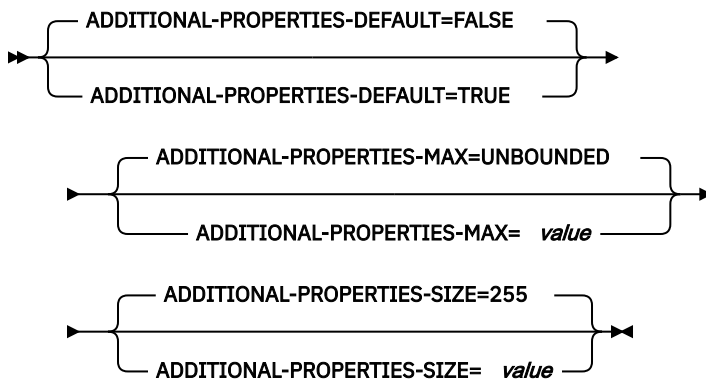 ADDITIONAL-PROPERTIES-DEFAULT=FALSE
ADDITIONAL-PROPERTIES-DEFAULT=TRUE
ADDITIONAL-PROPERTIES-MAX=UNBOUNDED
ADDITIONAL-PROPERTIES-MAX= value
ADDITIONAL-PROPERTIES-SIZE=255
ADDITIONAL-PROPERTIES-SIZE= value